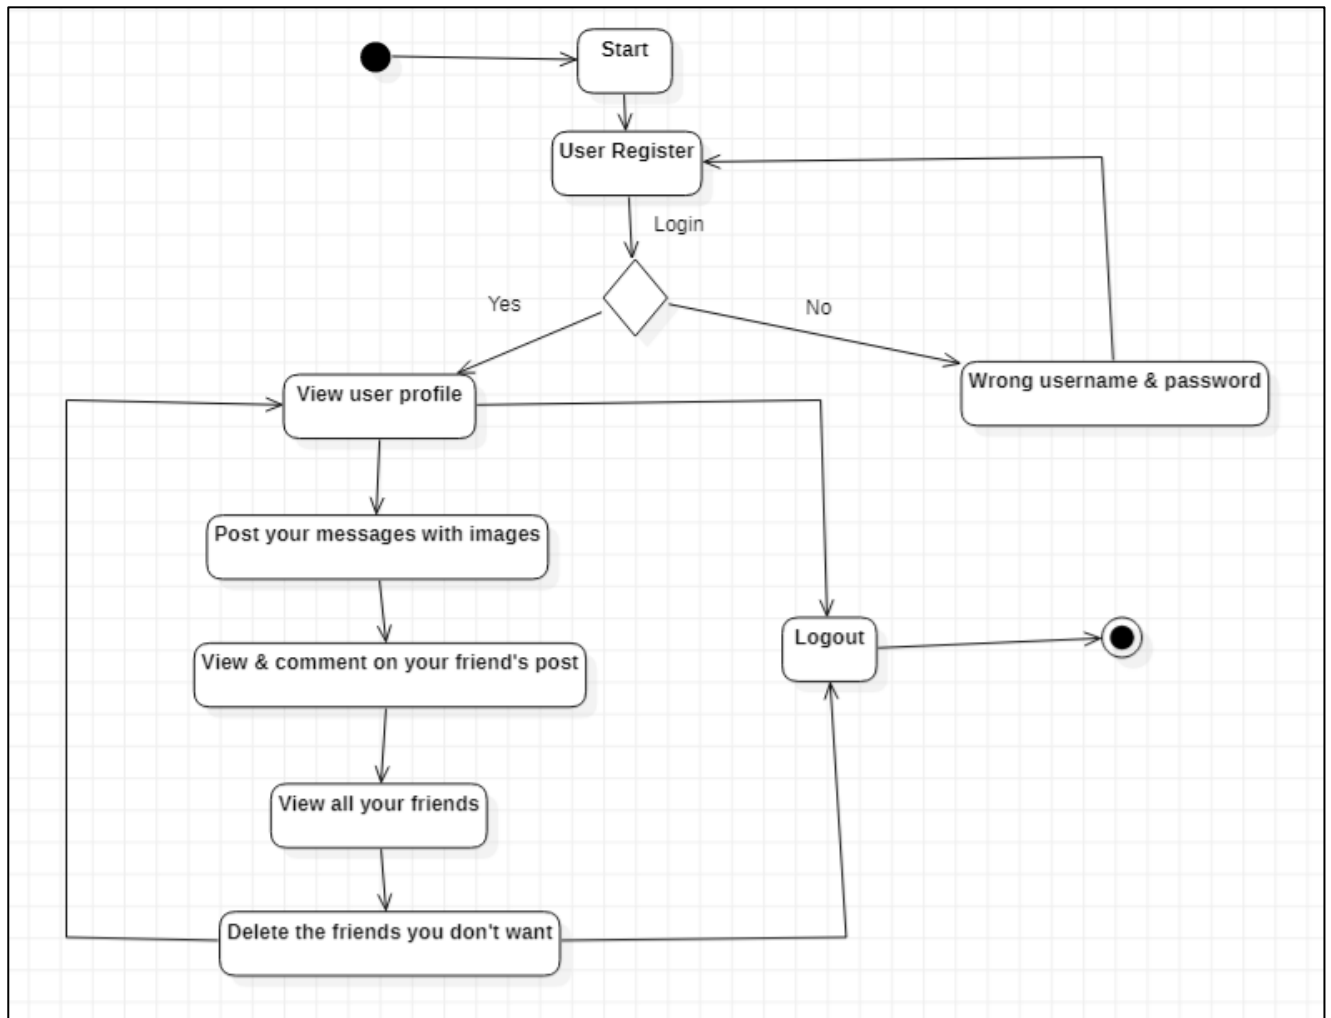 Start
User Register
Login
Yes
No
Wrong username & password
View user profile
Post your messages with images
View & comment on your friend's post
Logout
View all your friends
Delete the friends you don't want